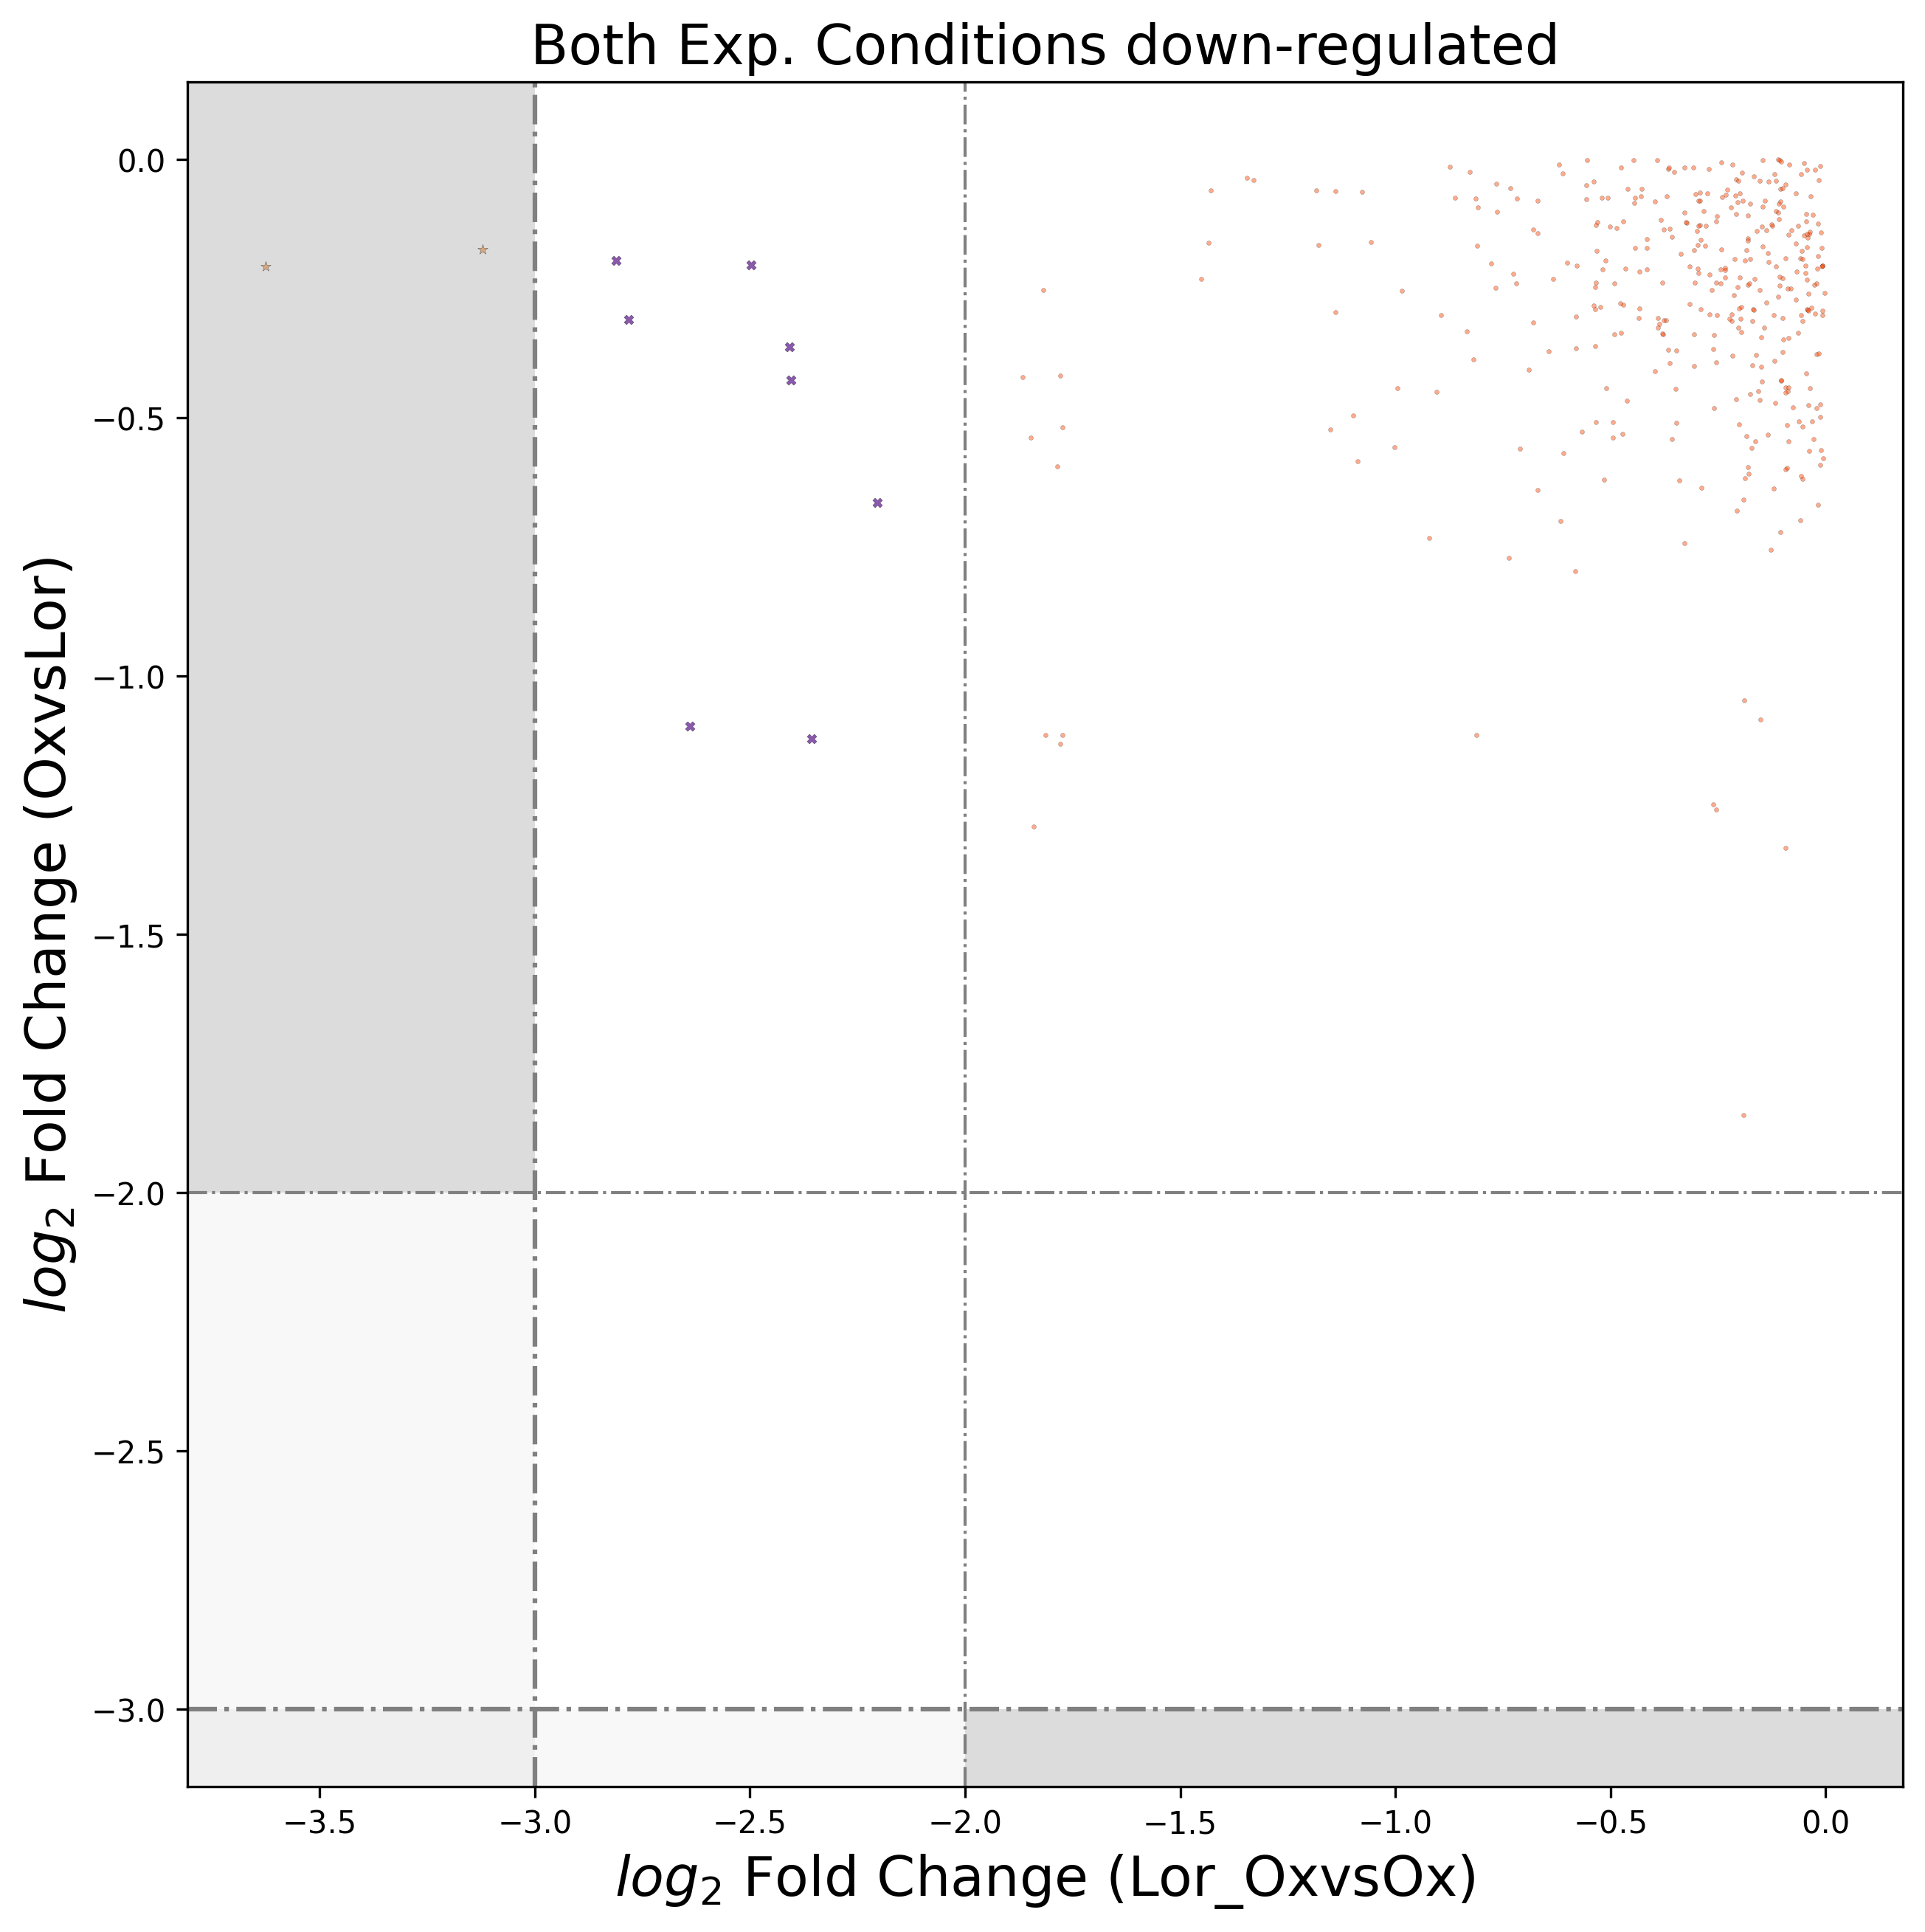 Both Exp. Conditions down-regulated
log2 Fold Change (OxvsLor)
0.0
−0.5
−1.0
−1.5
−2.0
−2.5
−3.0
−3.5 −3.0 −2.5 −2.0 −1.5 −1.0 −0.5 0.0
log2 Fold Change (Lor_OxvsOx)